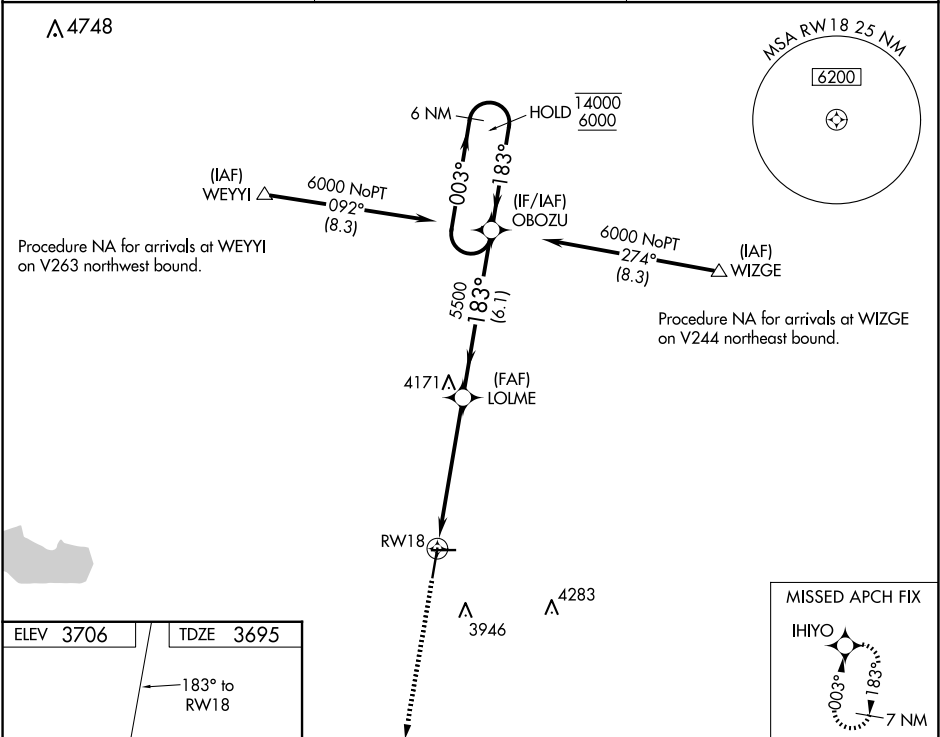 4748
MSA RW18 25 NM
6200
6 NM
HOLD
14000
6000
003°
183°
(IAF)
WEYYI
6000 NoPT
092°
(8.3)
(IF/IAF)
OBOZU
6000 NoPT
274°
(8.3)
(IAF)
WIZGE
Procedure NA for arrivals at WEYYI
on V263 northwest bound.
Procedure NA for arrivals at WIZGE
on V244 northeast bound.
5500
183°
(6.1)
4171
(FAF)
LOLME
RW18
3946
4283
ELEV 3706
TDZE 3695
183° to
RW18
MISSED APCH FIX
IHIYO
003°
183°
7 NM